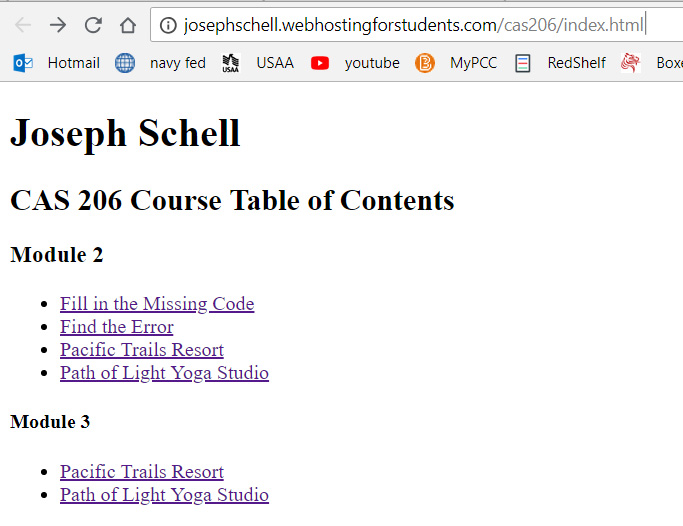 josephschell.webhostingforstudents.com/cas206/index.html
Hotmail navy fed USAA USAA youtube MyPCC RedShelf Boxe
Joseph Schell
CAS 206 Course Table of Contents
Module 2
Fill in the Missing Code
Find the Error
Pacific Trails Resort
Path of Light Yoga Studio
Module 3
Pacific Trails Resort
Path of Light Yoga Studio